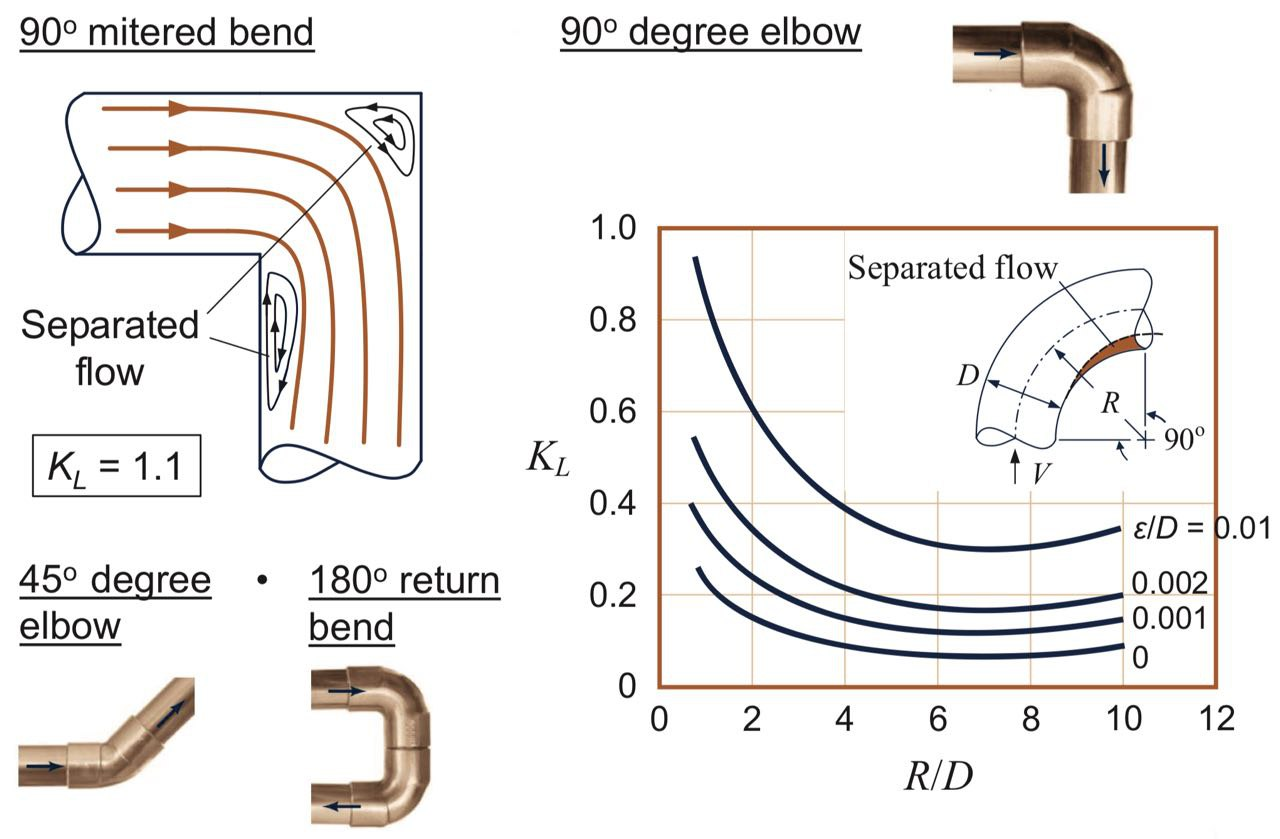 90º mitered bend
Separated
flow
K_L = 1.1
45º degree
elbow
• 180º return
bend
90º degree elbow
1.0
0.8
0.6
0.4
0.2
0
K_L
Separated flow
D
R
90º
V
ε/D = 0.01
0.002
0.001
0
0 2 4 6 8 10 12
R/D